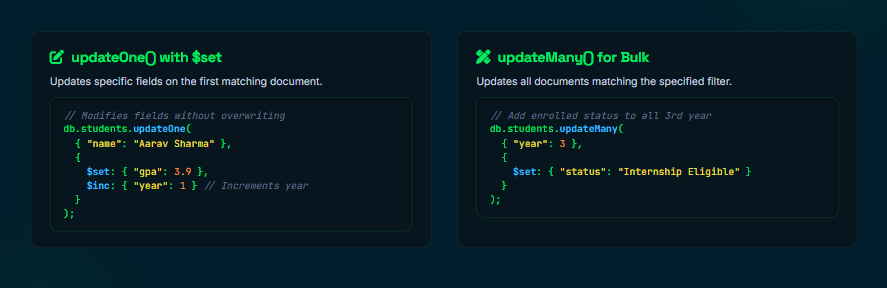 updateOne() with $set
Updates specific fields on the first matching document.
// Modifies fields without overwriting
db.students.updateOne(
  { "name": "Aarav Sharma" },
  {
    $set: { "gpa": 3.9 },
    $inc: { "year": 1 } // Increments year
  }
);
updateMany() for Bulk
Updates all documents matching the specified filter.
// Add enrolled status to all 3rd year
db.students.updateMany(
  { "year": 3 },
  {
    $set: { "status": "Internship Eligible" }
  }
);